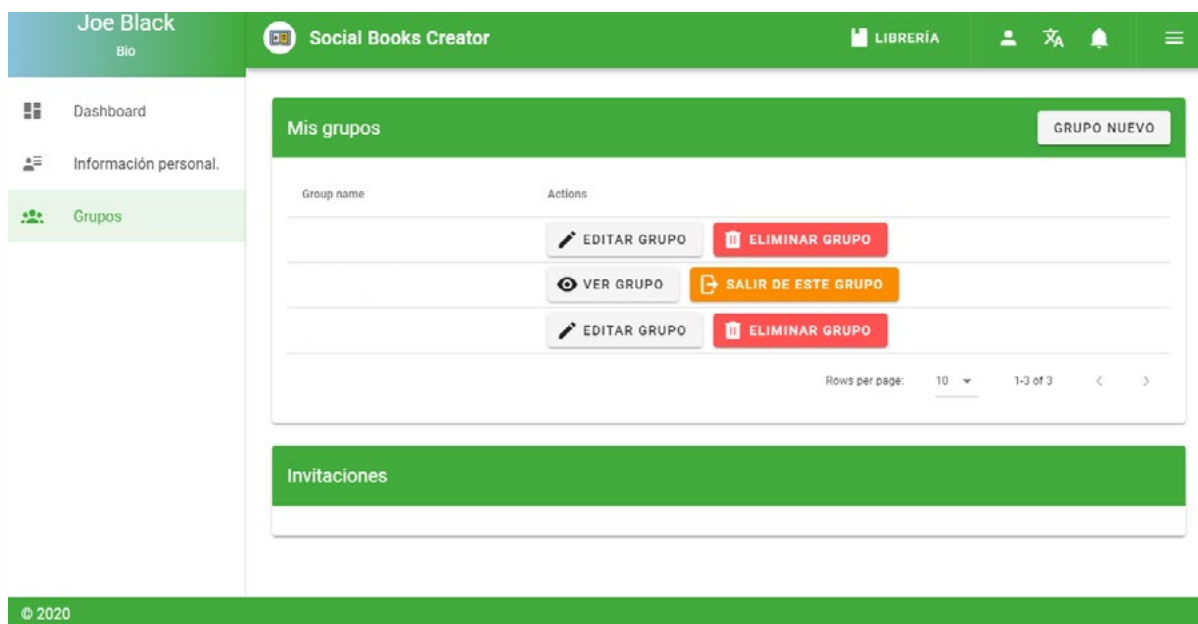 Joe Black
Bio
Social Books Creator
LIBRERÍA
Dashboard
Información personal.
Grupos
Mis grupos
GRUPO NUEVO
Group name Actions
EDITAR GRUPO ELIMINAR GRUPO
VER GRUPO SALIR DE ESTE GRUPO
EDITAR GRUPO ELIMINAR GRUPO
Rows per page: 10 1-3 of 3
Invitaciones
© 2020